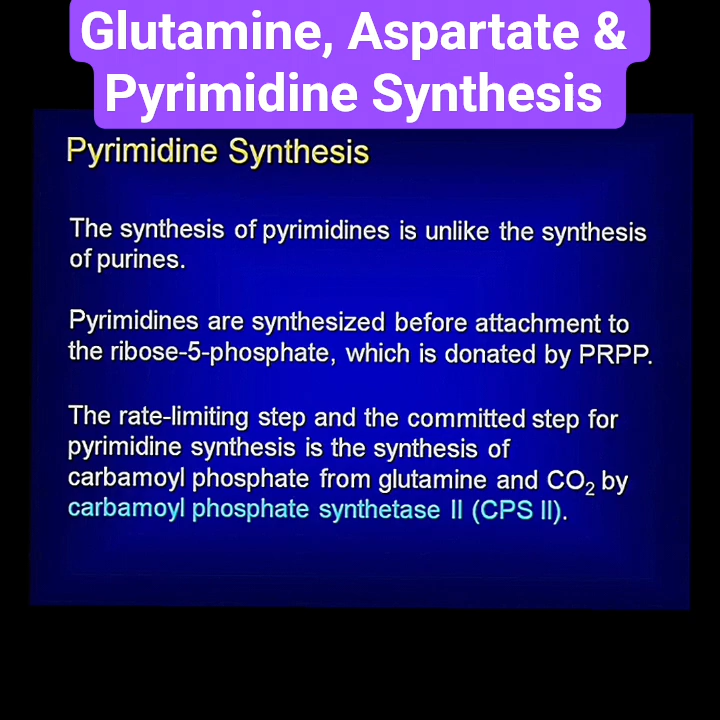 Glutamine, Aspartate &
Pyrimidine Synthesis
Pyrimidine Synthesis
The synthesis of pyrimidines is unlike the synthesis
of purines.
Pyrimidines are synthesized before attachment to
the ribose-5-phosphate, which is donated by PRPP.
The rate-limiting step and the committed step for
pyrimidine synthesis is the synthesis of
carbamoyl phosphate from glutamine and CO₂ by
carbamoyl phosphate synthetase II (CPS II).